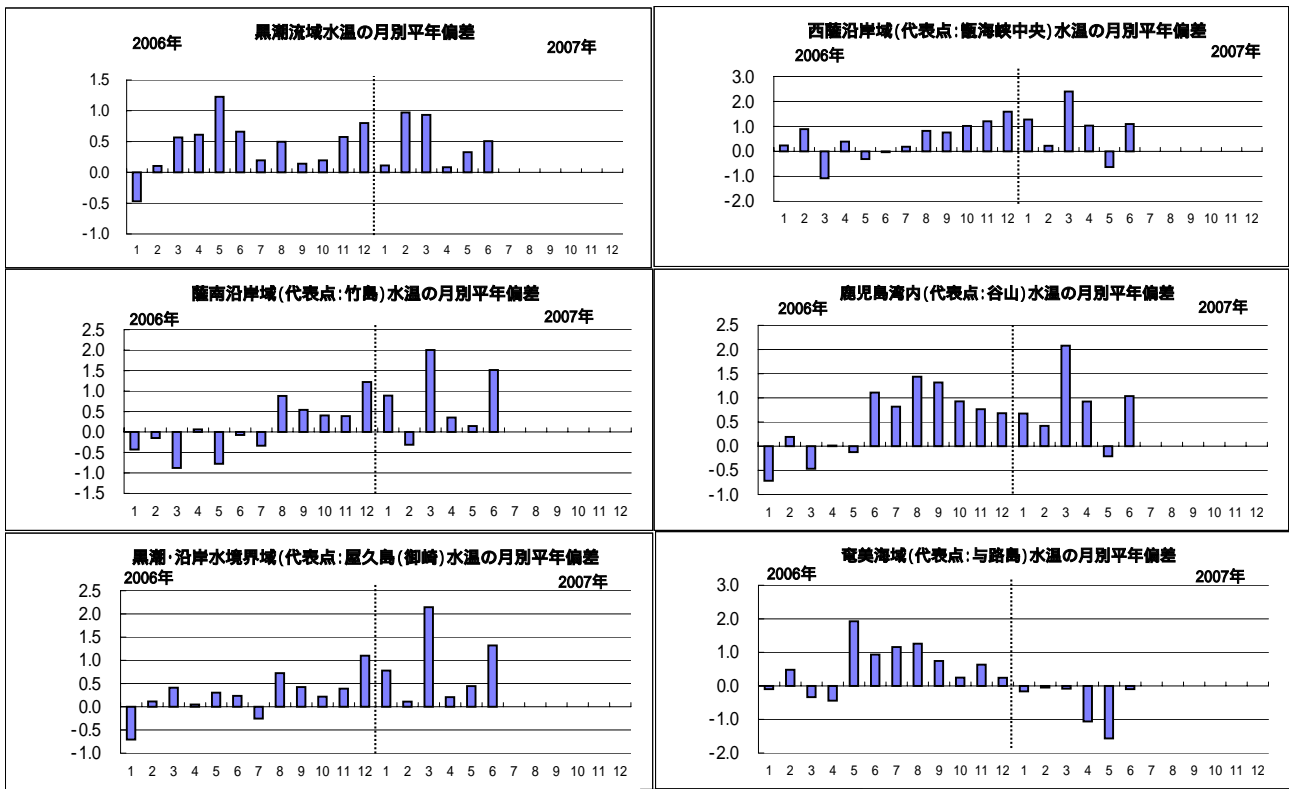 黒潮流域水温の月別平年偏差
2006年
2007年
1.5
1.0
0.5
0.0
-0.5
-1.0
1 2 3 4 5 6 7 8 9 10 11 12 1 2 3 4 5 6 7 8 9 10 11 12
西薩沿岸域(代表点:甑海峡中央)水温の月別平年偏差
2006年
2007年
3.0
2.0
1.0
0.0
-1.0
-2.0
1 2 3 4 5 6 7 8 9 10 11 12 1 2 3 4 5 6 7 8 9 10 11 12
薩南沿岸域(代表点:竹島)水温の月別平年偏差
2006年
2007年
2.5
2.0
1.5
1.0
0.5
0.0
-0.5
-1.0
-1.5
1 2 3 4 5 6 7 8 9 10 11 12 1 2 3 4 5 6 7 8 9 10 11 12
鹿児島湾内(代表点:谷山)水温の月別平年偏差
2006年
2007年
2.5
2.0
1.5
1.0
0.5
0.0
-0.5
-1.0
1 2 3 4 5 6 7 8 9 10 11 12 1 2 3 4 5 6 7 8 9 10 11 12
黒潮・沿岸水境界域(代表点:屋久島(御崎)水温の月別平年偏差
2006年
2007年
2.5
2.0
1.5
1.0
0.5
0.0
-0.5
-1.0
1 2 3 4 5 6 7 8 9 10 11 12 1 2 3 4 5 6 7 8 9 10 11 12
奄美海域(代表点:与路島)水温の月別平年偏差
2006年
2007年
3.0
2.0
1.0
0.0
-1.0
-2.0
1 2 3 4 5 6 7 8 9 10 11 12 1 2 3 4 5 6 7 8 9 10 11 12